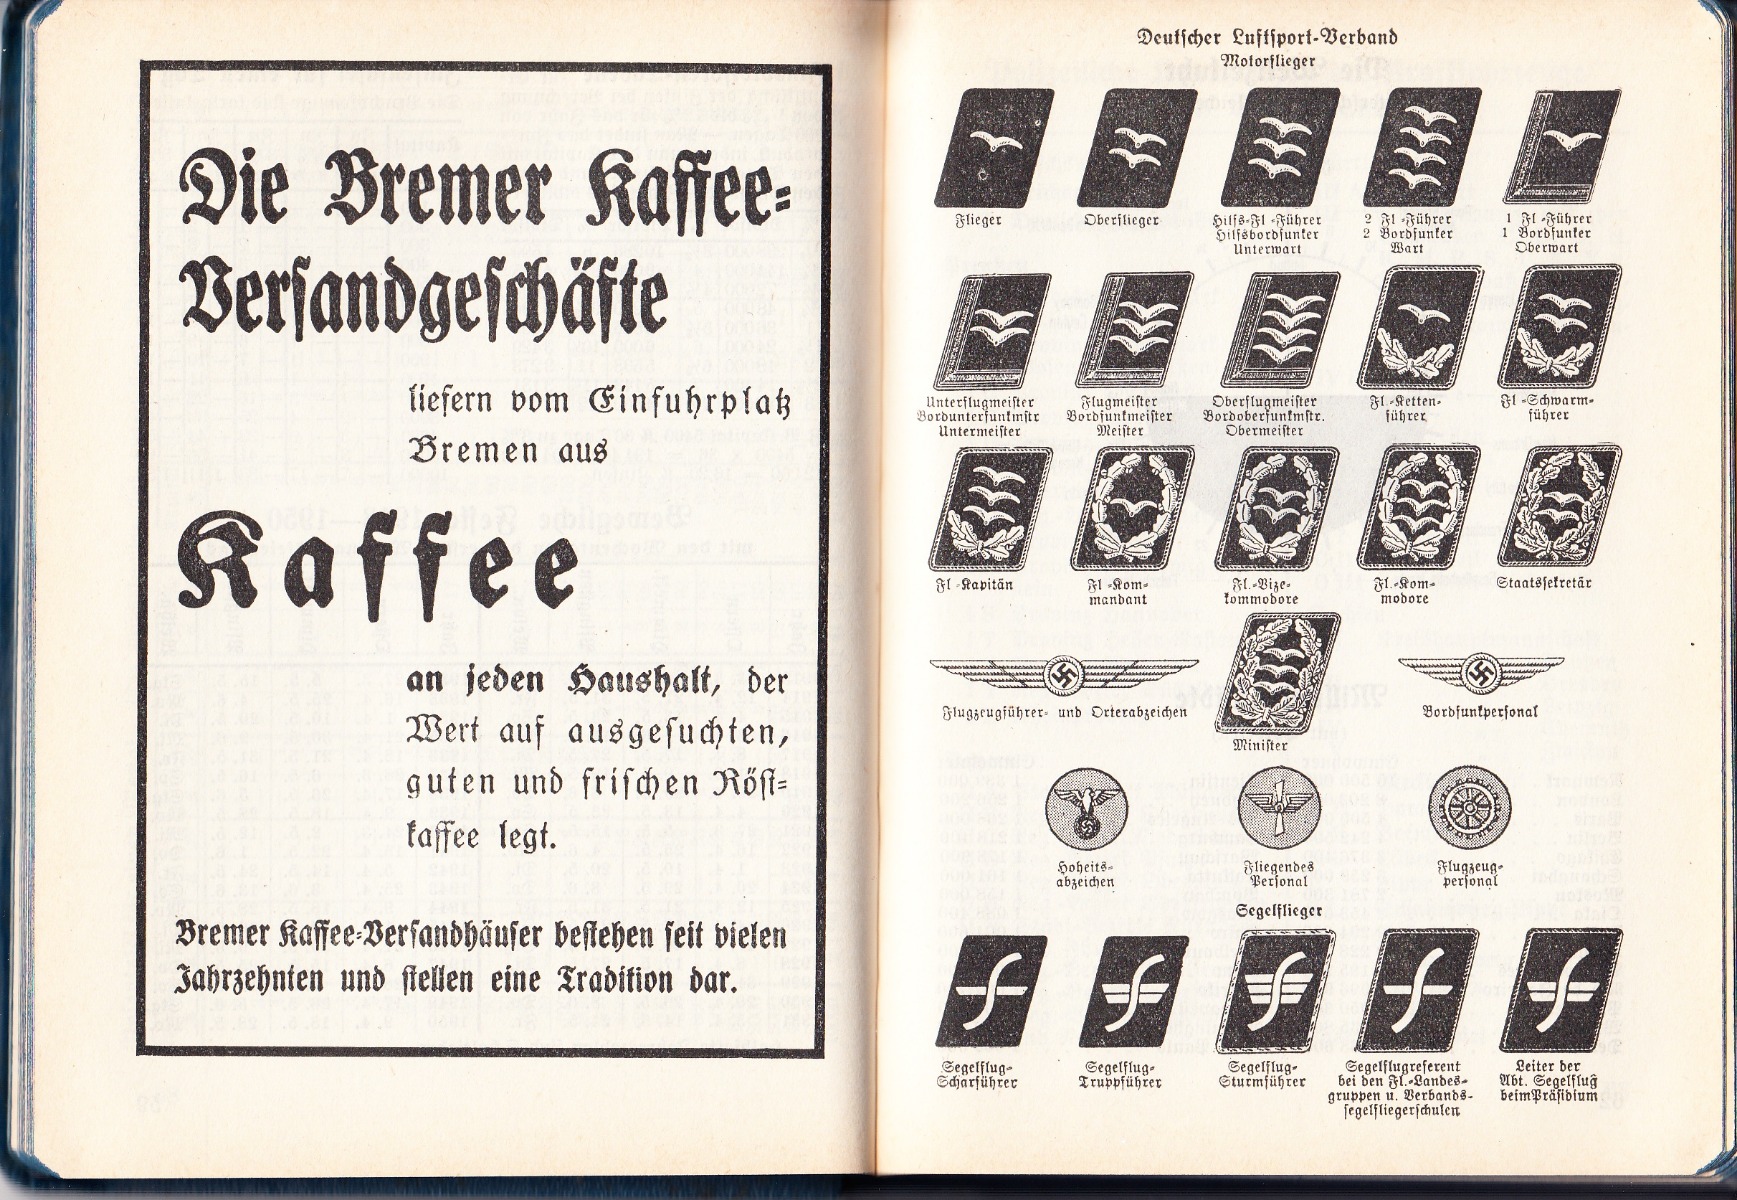 Die Bremer Kaffee=
Versandgeschäfte
liefern vom Einfuhrplatz
Bremen aus
Kaffee
an jeden Haushalt, der
Wert auf ausgesuchten,
guten und frischen Röst=
kaffee legt.
Bremer Kaffee=Versandhäuser bestehen seit vielen
Jahrzehnten und stellen eine Tradition dar.
Deutscher Luftsport=Verband
Motorflieger
Flieger
Oberflieger
Hilfs=Fl.=Führer
Hilfsbordfunker
Unterwart
2 Fl.=Führer
2 Bordfunker
Wart
1 Fl.=Führer
1 Bordfunker
Oberwart
Unterflugmeister
Bordunterfunkmstr
Untermeister
Flugmeister
Bordfunkmeister
Meister
Oberflugmeister
Bordoberfunkmstr.
Obermeister
Fl.=Ketten=
führer
Fl.=Schwarm=
führer
Fl.=Kapitän
Fl.=Kom=
mandant
Fl.=Vize=
kommodore
Fl.=Kom=
modore
Staatssekretär
Flugzeugführer= und Orterabzeichen
Minister
Bordfunkpersonal
Hoheits=
abzeichen
Fliegendes
Personal
Flugzeug=
personal
Segelflieger
Segelflug=
Scharführer
Segelflug=
Truppführer
Segelflug=
Sturmführer
Segelflugreferent
bei den Fl.=Landes=
gruppen u. Verbands=
segelfliegerschulen
Leiter der
Abt. Segelflug
beim Präsidium